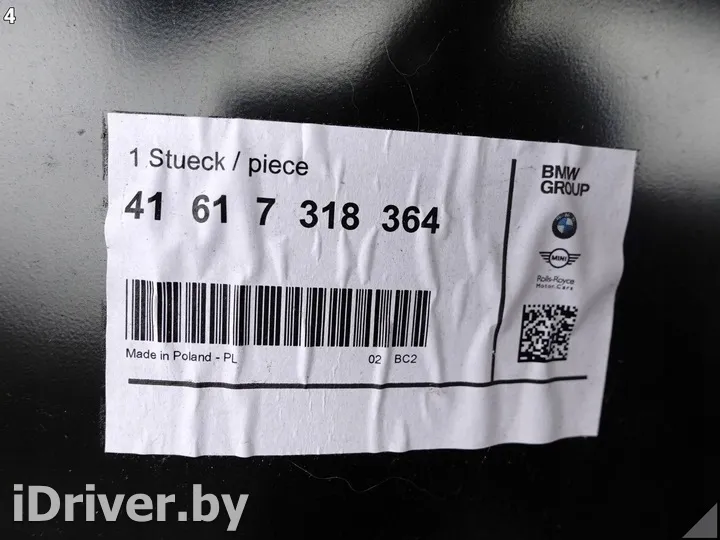 4
1 Stueck / piece
41 61 7 318 364
BMW
GROUP
MINI
Rolls-Royce
Motor Cars
Made in Poland - PL 02 BC2
iDriver.by